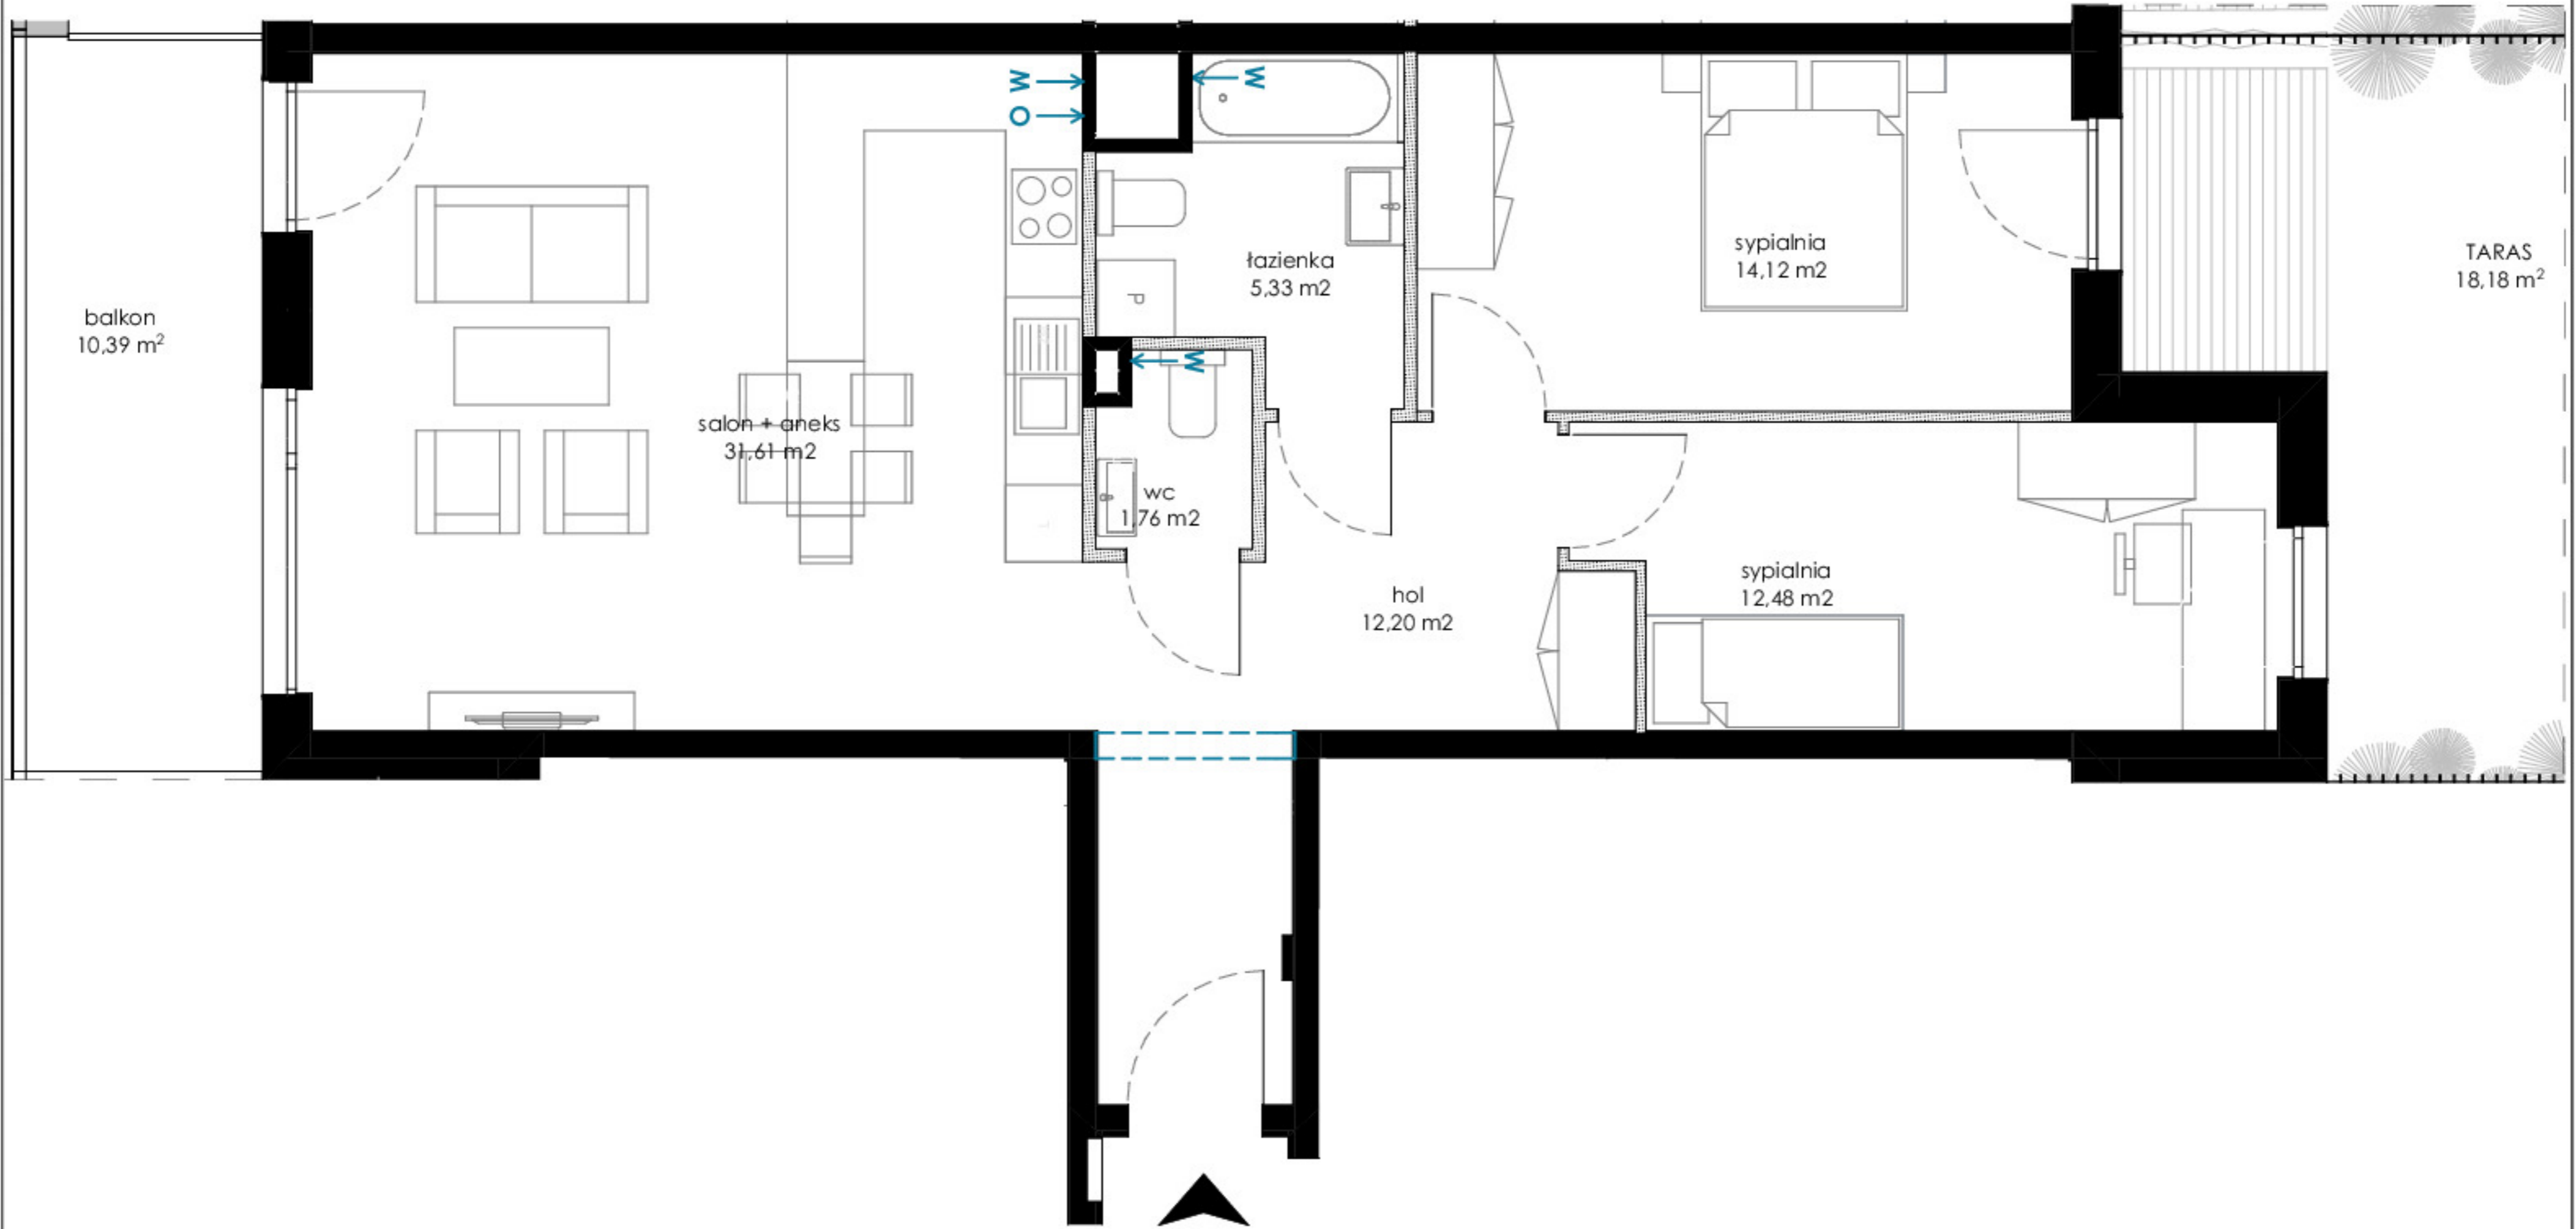 balkon
10,39 m²
salon + aneks
31,61 m2
W
O
W
łazienka
5,33 m2
P
W
wc
1,76 m2
hol
12,20 m2
sypialnia
14,12 m2
sypialnia
12,48 m2
TARAS
18,18 m²